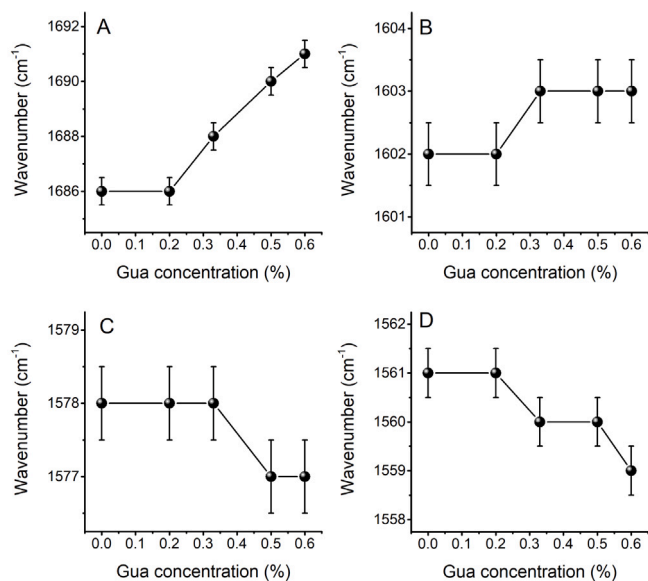 A
Wavenumber (cm-1)
1692
1690
1688
1686
0.0 0.1 0.2 0.3 0.4 0.5 0.6
Gua concentration (%)
B
Wavenumber (cm-1)
1604
1603
1602
1601
0.0 0.1 0.2 0.3 0.4 0.5 0.6
Gua concentration (%)
C
Wavenumber (cm-1)
1579
1578
1577
0.0 0.1 0.2 0.3 0.4 0.5 0.6
Gua concentration (%)
D
Wavenumber (cm-1)
1562
1561
1560
1559
1558
0.0 0.1 0.2 0.3 0.4 0.5 0.6
Gua concentration (%)